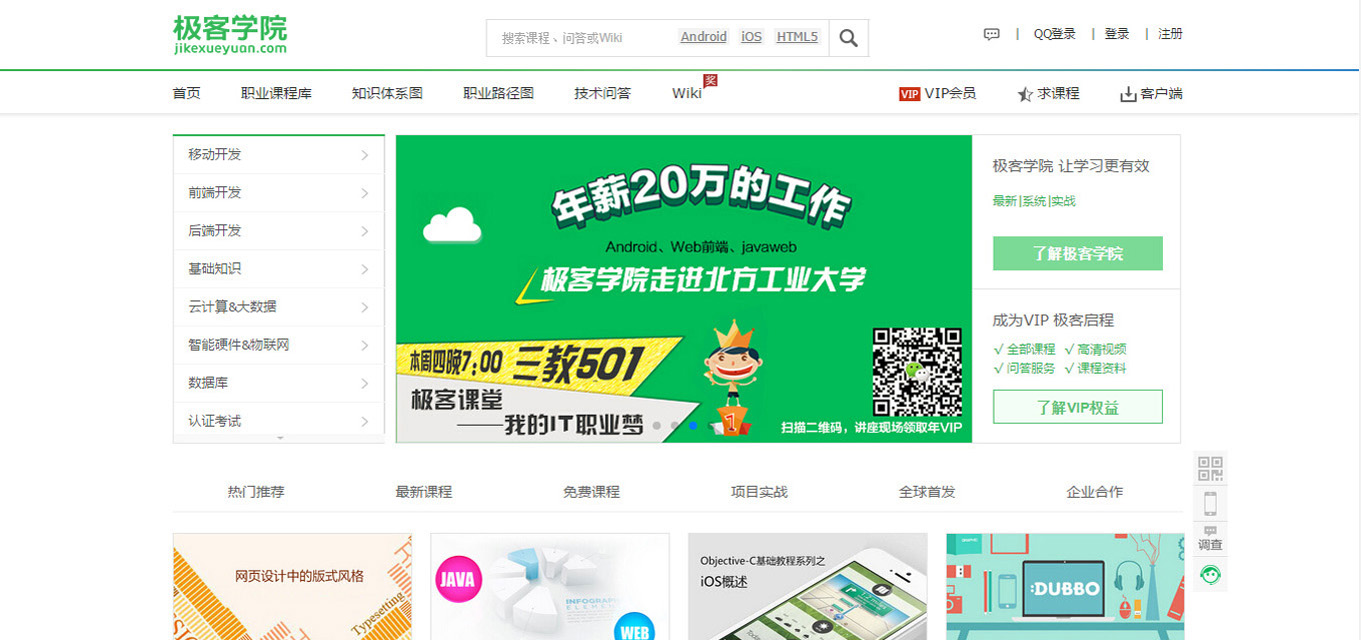 极客学院
jikexueyuan.com
搜索课程、问答或Wiki
Android iOS HTML5
QQ登录 | 登录 | 注册
首页 职业课程库 知识体系图 职业路径图 技术问答 Wiki 奖
VIP VIP会员 求课程 客户端
移动开发
前端开发
后端开发
基础知识
云计算&大数据
智能硬件&物联网
数据库
认证考试
年薪20万的工作
Android、Web前端、javaweb
极客学院走进北方工业大学
本周四晚7:00 三教501
极客课堂
——我的IT职业梦
1
扫描二维码，讲座现场领取年VIP
极客学院 让学习更有效
最新|系统|实战
了解极客学院
成为VIP 极客启程
√ 全部课程 √ 高清视频
√ 问答服务 √ 课程资料
了解VIP权益
调查
热门推荐 最新课程 免费课程 项目实战 全球首发 企业合作
网页设计中的版式风格
Typesetting
JAVA
INFOGRAPH
ELEMEN
WEB
Objective-C基础教程系列之
iOS概述
:DUBBO